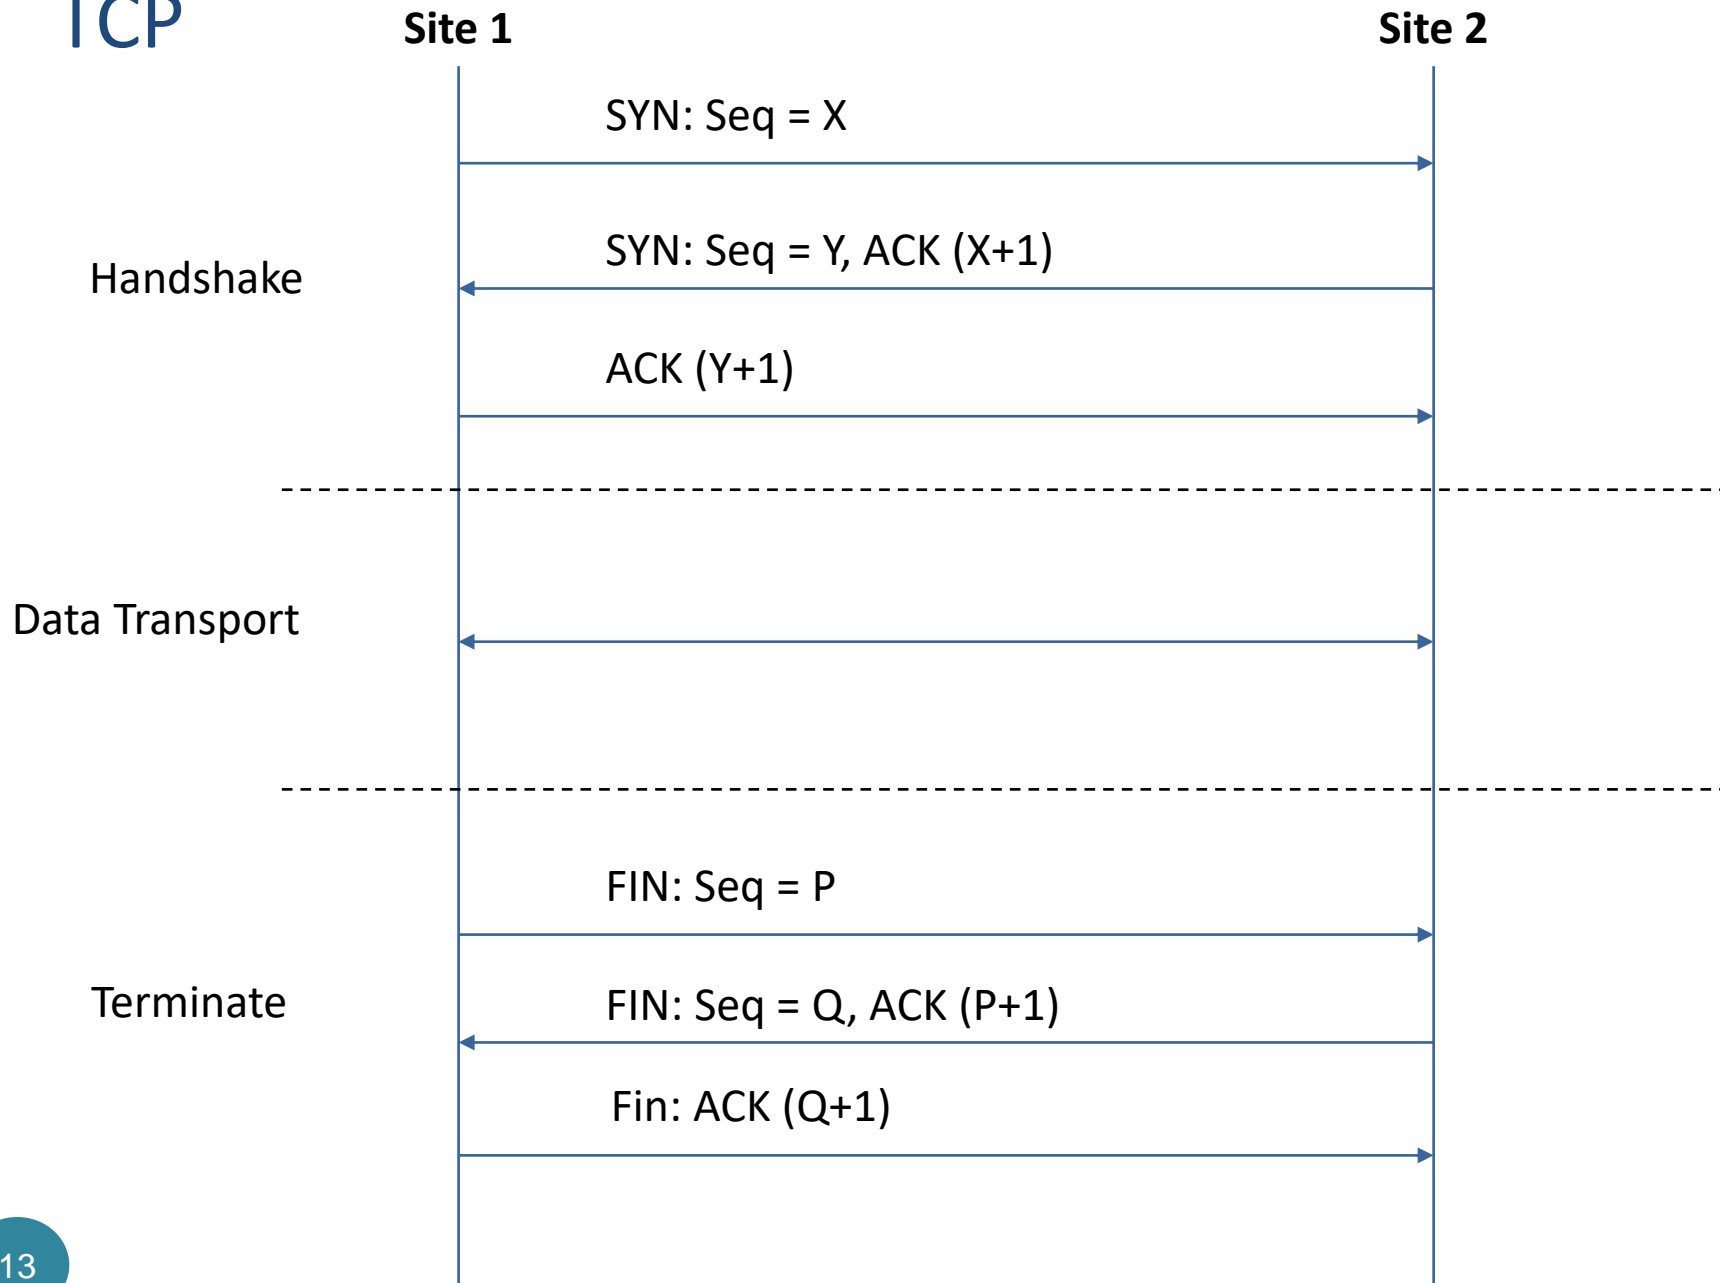 TCP
Site 1
Site 2
SYN: Seq = X
SYN: Seq = Y, ACK (X+1)
Handshake
ACK (Y+1)
Data Transport
FIN: Seq = P
FIN: Seq = Q, ACK (P+1)
Terminate
Fin: ACK (Q+1)
13